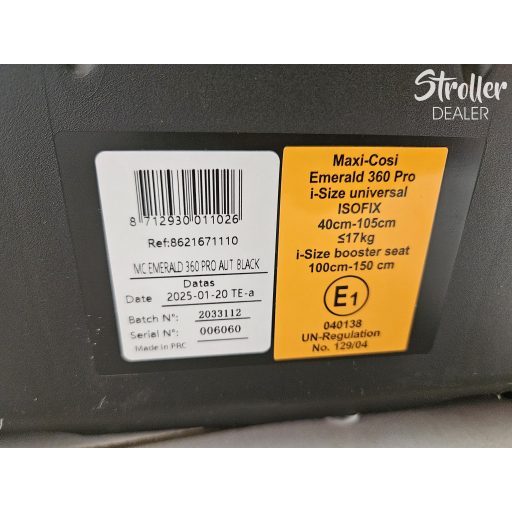 Stroller
DEALER
8 712930 011026
Ref:8621671110
MC EMERALD 360 PRO AUT BLACK
Datas
Date 2025-01-20 TE-a
Batch N°: 2033112
Serial N°: 006060
Made in PRC
Maxi-Cosi
Emerald 360 Pro
i-Size universal
ISOFIX
40cm-105cm
≤17kg
i-Size booster seat
100cm-150 cm
E1
040138
UN-Regulation
No. 129/04